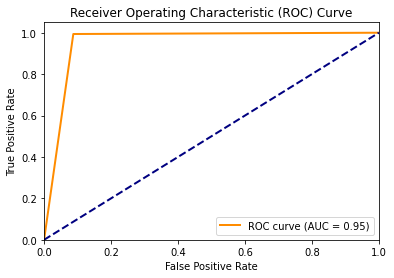 Receiver Operating Characteristic (ROC) Curve
True Positive Rate
1.0
0.8
0.6
0.4
0.2
0.0
0.0 0.2 0.4 0.6 0.8 1.0
False Positive Rate
ROC curve (AUC = 0.95)